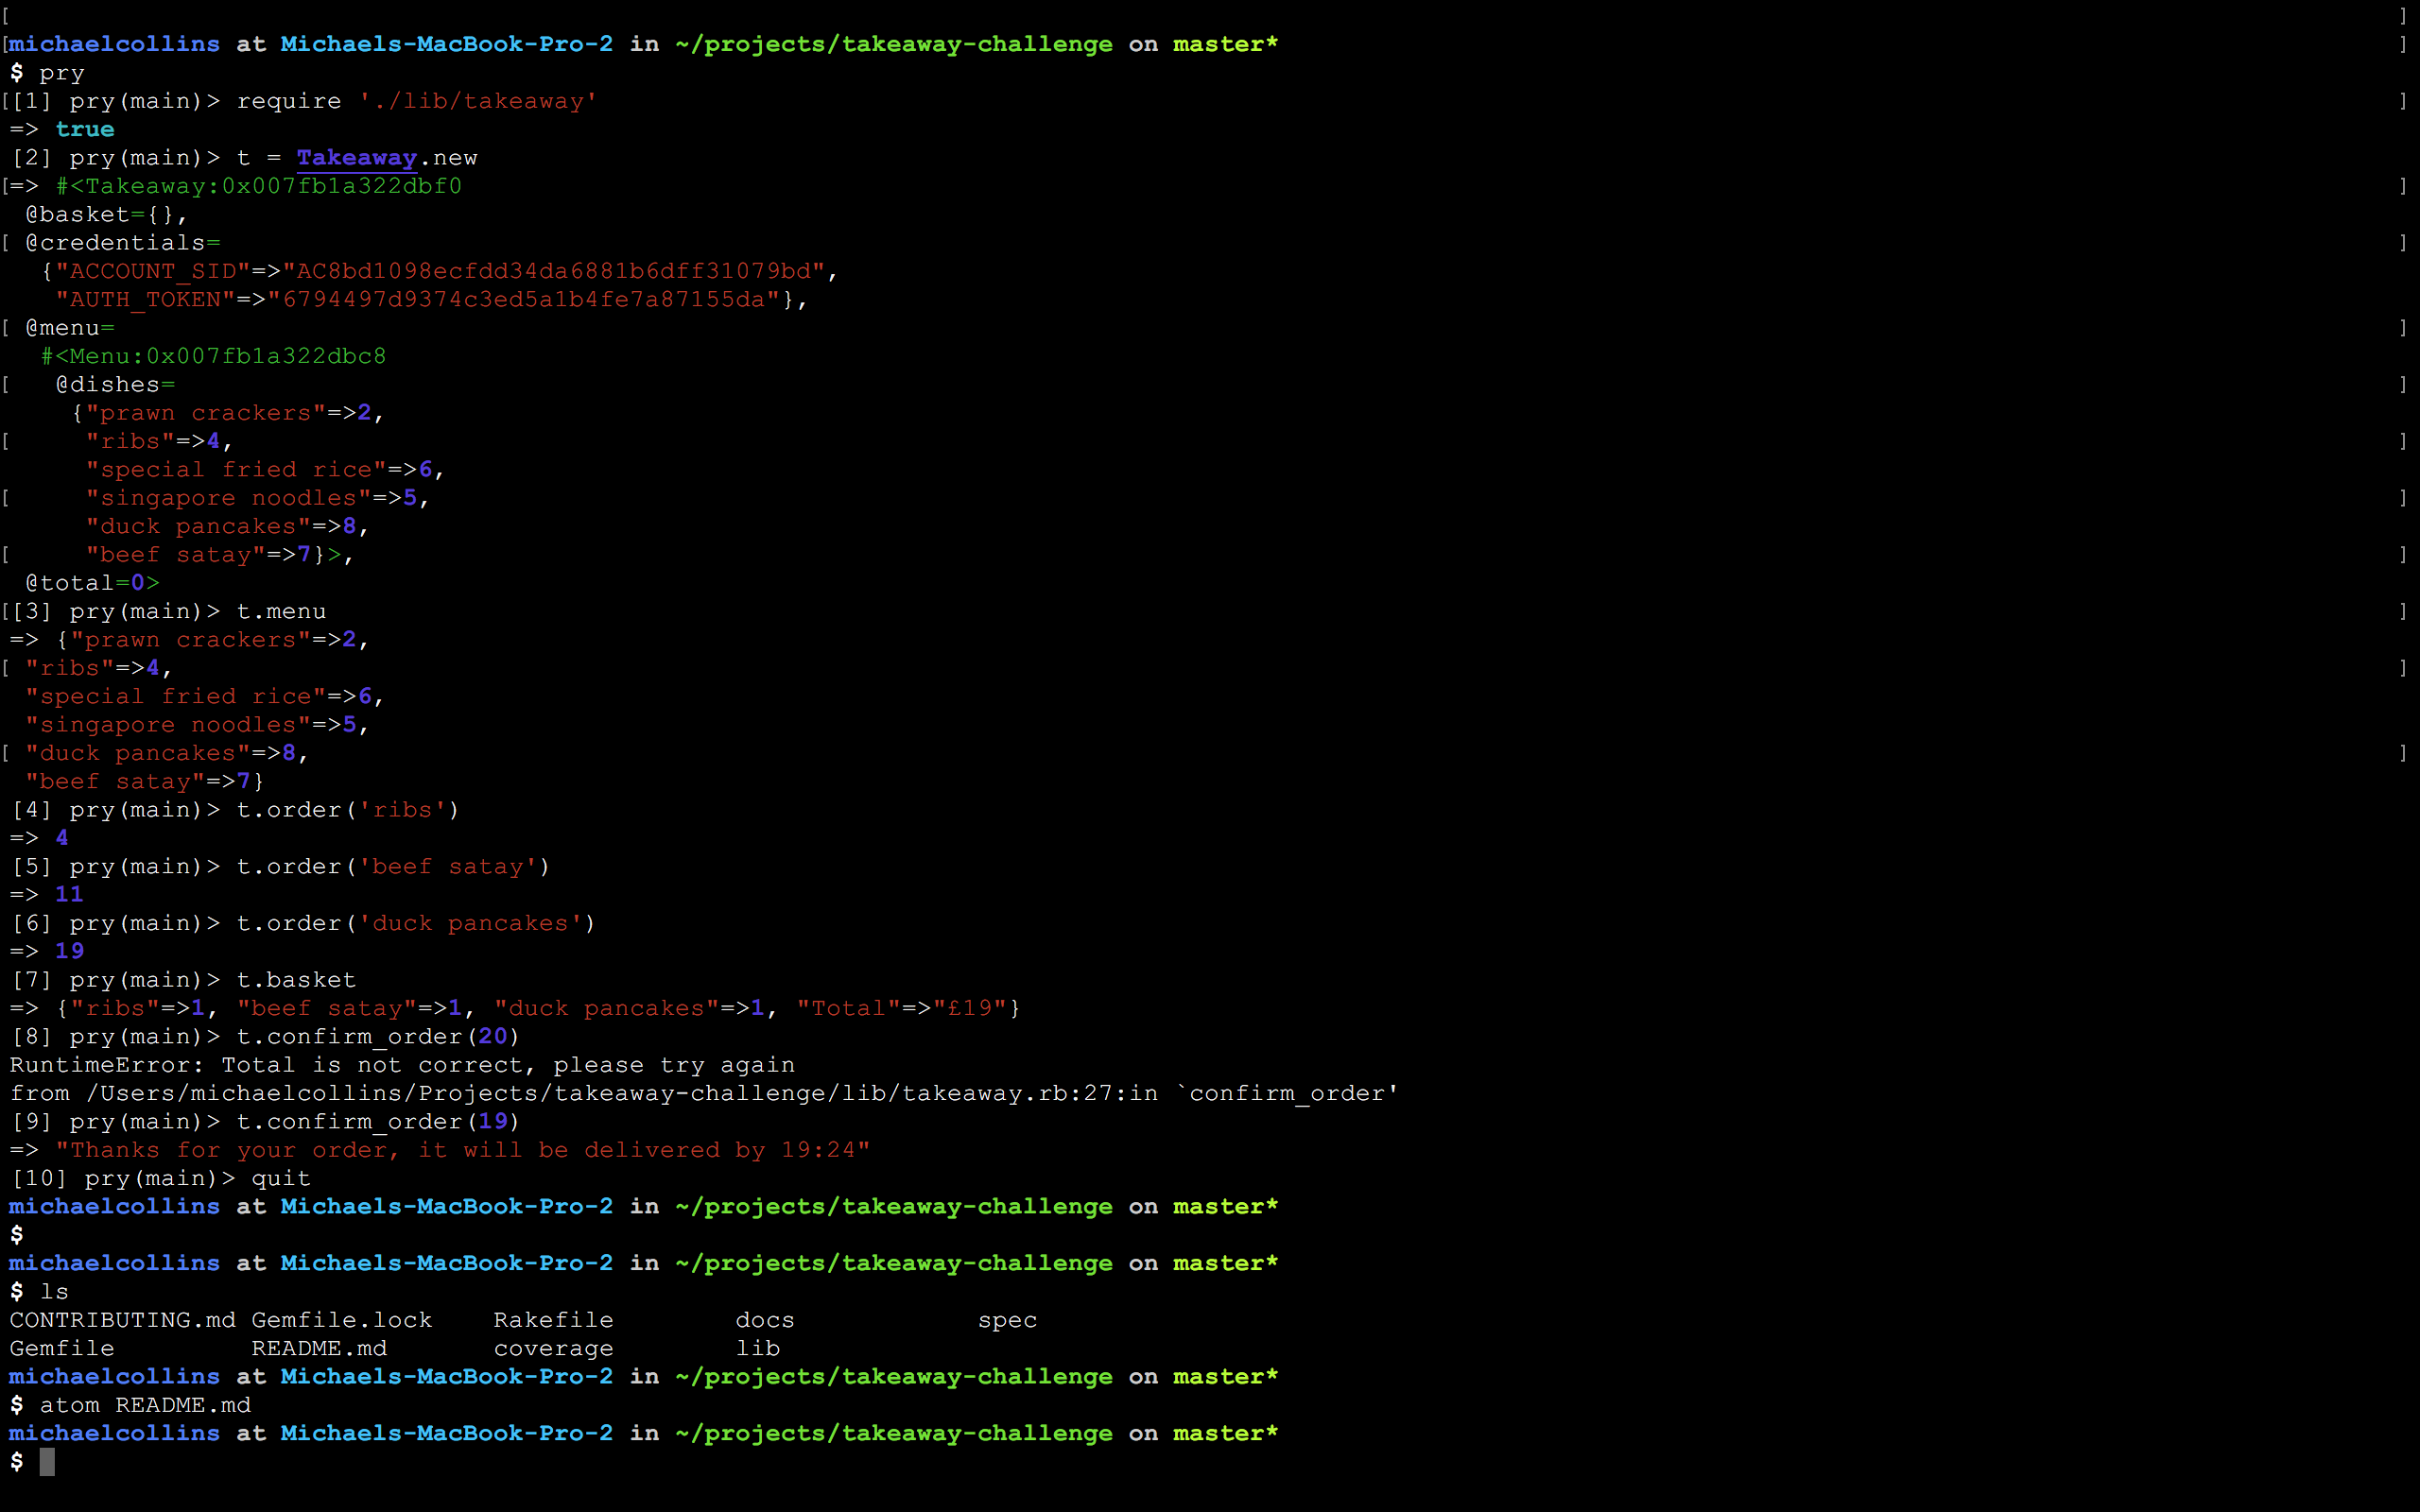 [ ]
[michaelcollins at Michaels-MacBook-Pro-2 in ~/projects/takeaway-challenge on master* ]
$ pry
[[1] pry(main)> require './lib/takeaway' ]
=> true
[2] pry(main)> t = Takeaway.new
[=> #<Takeaway:0x007fb1a322dbf0 ]
@basket={},
[ @credentials= ]
{"ACCOUNT_SID"=>"AC8bd1098ecfdd34da6881b6dff31079bd",
"AUTH_TOKEN"=>"6794497d9374c3ed5a1b4fe7a87155da"},
[ @menu= ]
#<Menu:0x007fb1a322dbc8
[ @dishes= ]
{"prawn crackers"=>2,
[ "ribs"=>4, ]
"special fried rice"=>6,
[ "singapore noodles"=>5, ]
"duck pancakes"=>8,
[ "beef satay"=>7}>, ]
@total=0>
[[3] pry(main)> t.menu ]
=> {"prawn crackers"=>2,
[ "ribs"=>4, ]
"special fried rice"=>6,
"singapore noodles"=>5,
[ "duck pancakes"=>8, ]
"beef satay"=>7}
[4] pry(main)> t.order('ribs')
=> 4
[5] pry(main)> t.order('beef satay')
=> 11
[6] pry(main)> t.order('duck pancakes')
=> 19
[7] pry(main)> t.basket
=> {"ribs"=>1, "beef satay"=>1, "duck pancakes"=>1, "Total"=>"£19"}
[8] pry(main)> t.confirm_order(20)
RuntimeError: Total is not correct, please try again
from /Users/michaelcollins/Projects/takeaway-challenge/lib/takeaway.rb:27:in `confirm_order'
[9] pry(main)> t.confirm_order(19)
=> "Thanks for your order, it will be delivered by 19:24"
[10] pry(main)> quit
michaelcollins at Michaels-MacBook-Pro-2 in ~/projects/takeaway-challenge on master*
$
michaelcollins at Michaels-MacBook-Pro-2 in ~/projects/takeaway-challenge on master*
$ ls
CONTRIBUTING.md Gemfile.lock Rakefile docs spec
Gemfile README.md coverage lib
michaelcollins at Michaels-MacBook-Pro-2 in ~/projects/takeaway-challenge on master*
$ atom README.md
michaelcollins at Michaels-MacBook-Pro-2 in ~/projects/takeaway-challenge on master*
$